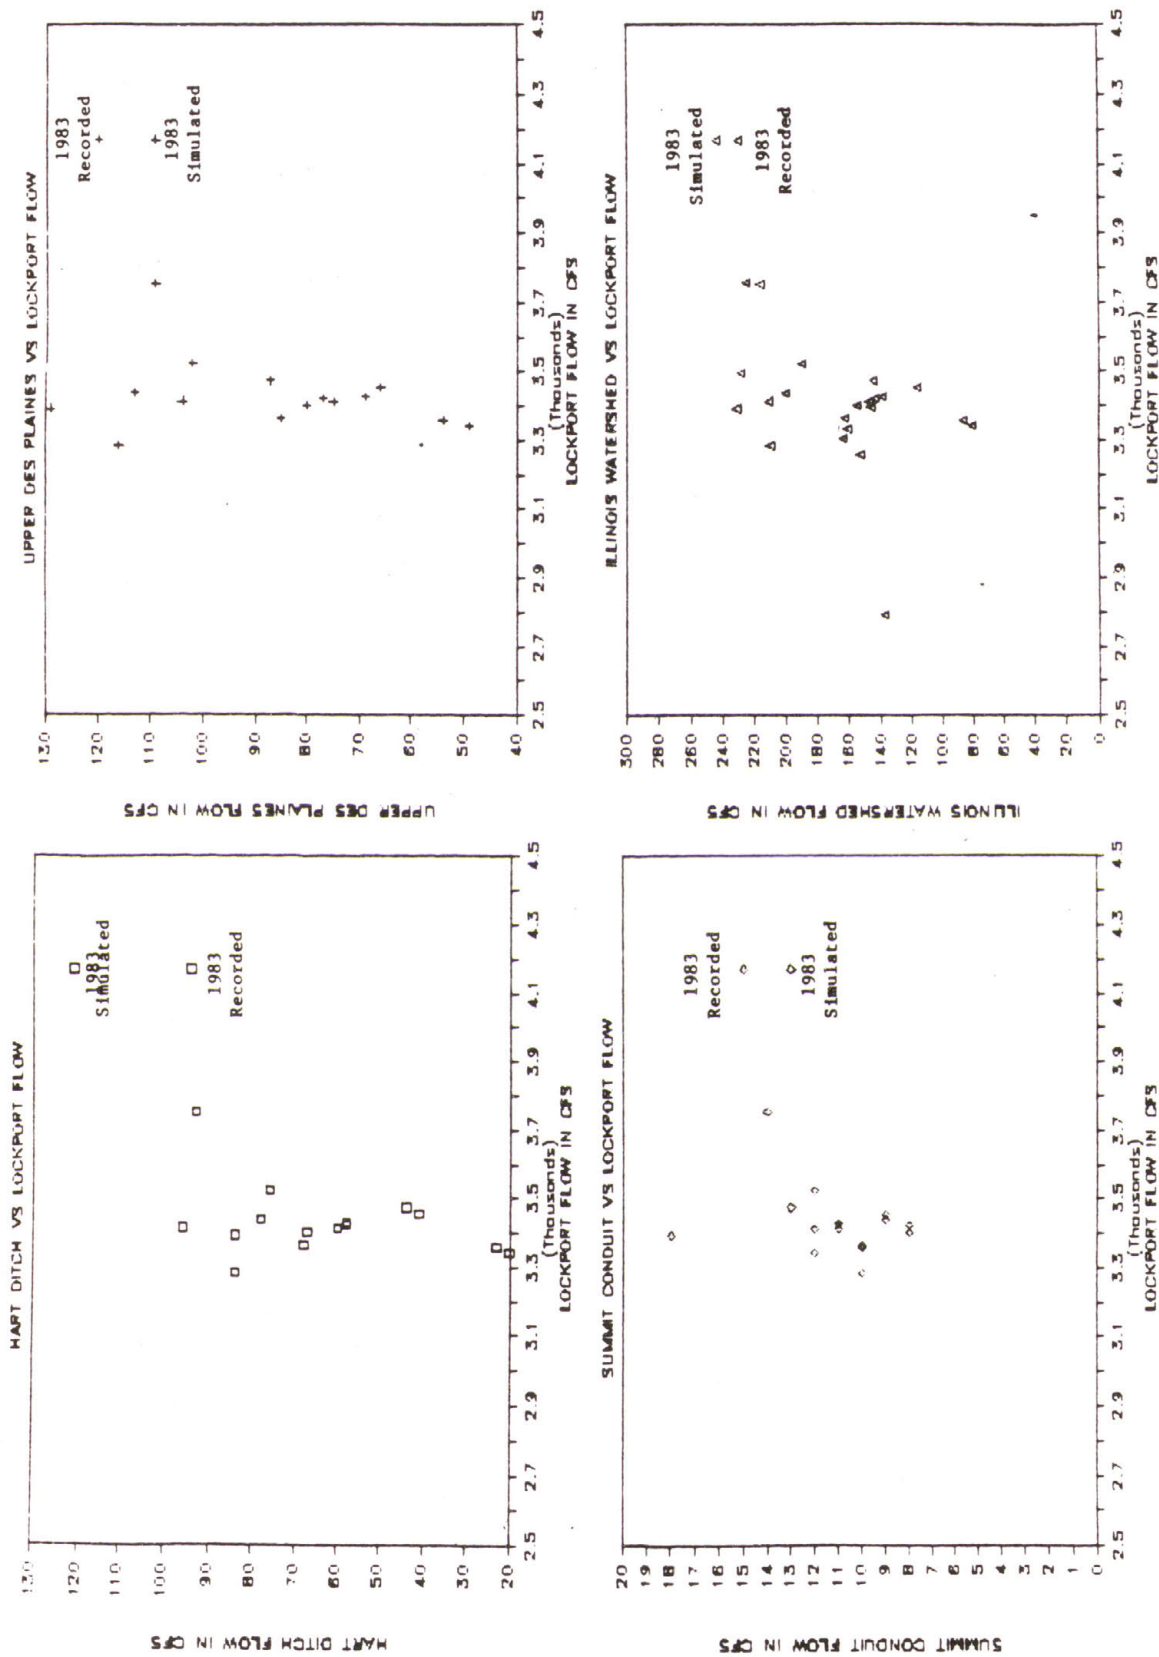 HART DITCH VS LOCKPORT FLOW
HART DITCH FLOW IN CFS
130
120
110
100
90
80
70
60
50
40
30
20
1983
Simulated
1983
Recorded
2.5 2.7 2.9 3.1 3.3 3.5 3.7 3.9 4.1 4.3 4.5
(Thousands)
LOCKPORT FLOW IN CFS
UPPER DES PLAINES VS LOCKPORT FLOW
UPPER DES PLAINES FLOW IN CFS
130
120
110
100
90
80
70
60
50
40
1983
Recorded
1983
Simulated
2.5 2.7 2.9 3.1 3.3 3.5 3.7 3.9 4.1 4.3 4.5
(Thousands)
LOCKPORT FLOW IN CFS
SUMMIT CONDUIT VS LOCKPORT FLOW
SUMMIT CONDUIT FLOW IN CFS
20
19
18
17
16
15
14
13
12
11
10
9
8
7
6
5
4
3
2
1
0
1983
Recorded
1983
Simulated
2.5 2.7 2.9 3.1 3.3 3.5 3.7 3.9 4.1 4.3 4.5
(Thousands)
LOCKPORT FLOW IN CFS
ILLINOIS WATERSHED VS LOCKPORT FLOW
ILLINOIS WATERSHED FLOW IN CFS
300
280
260
240
220
200
180
160
140
120
100
80
60
40
20
0
1983
Simulated
1983
Recorded
2.5 2.7 2.9 3.1 3.3 3.5 3.7 3.9 4.1 4.3 4.5
(Thousands)
LOCKPORT FLOW IN CFS